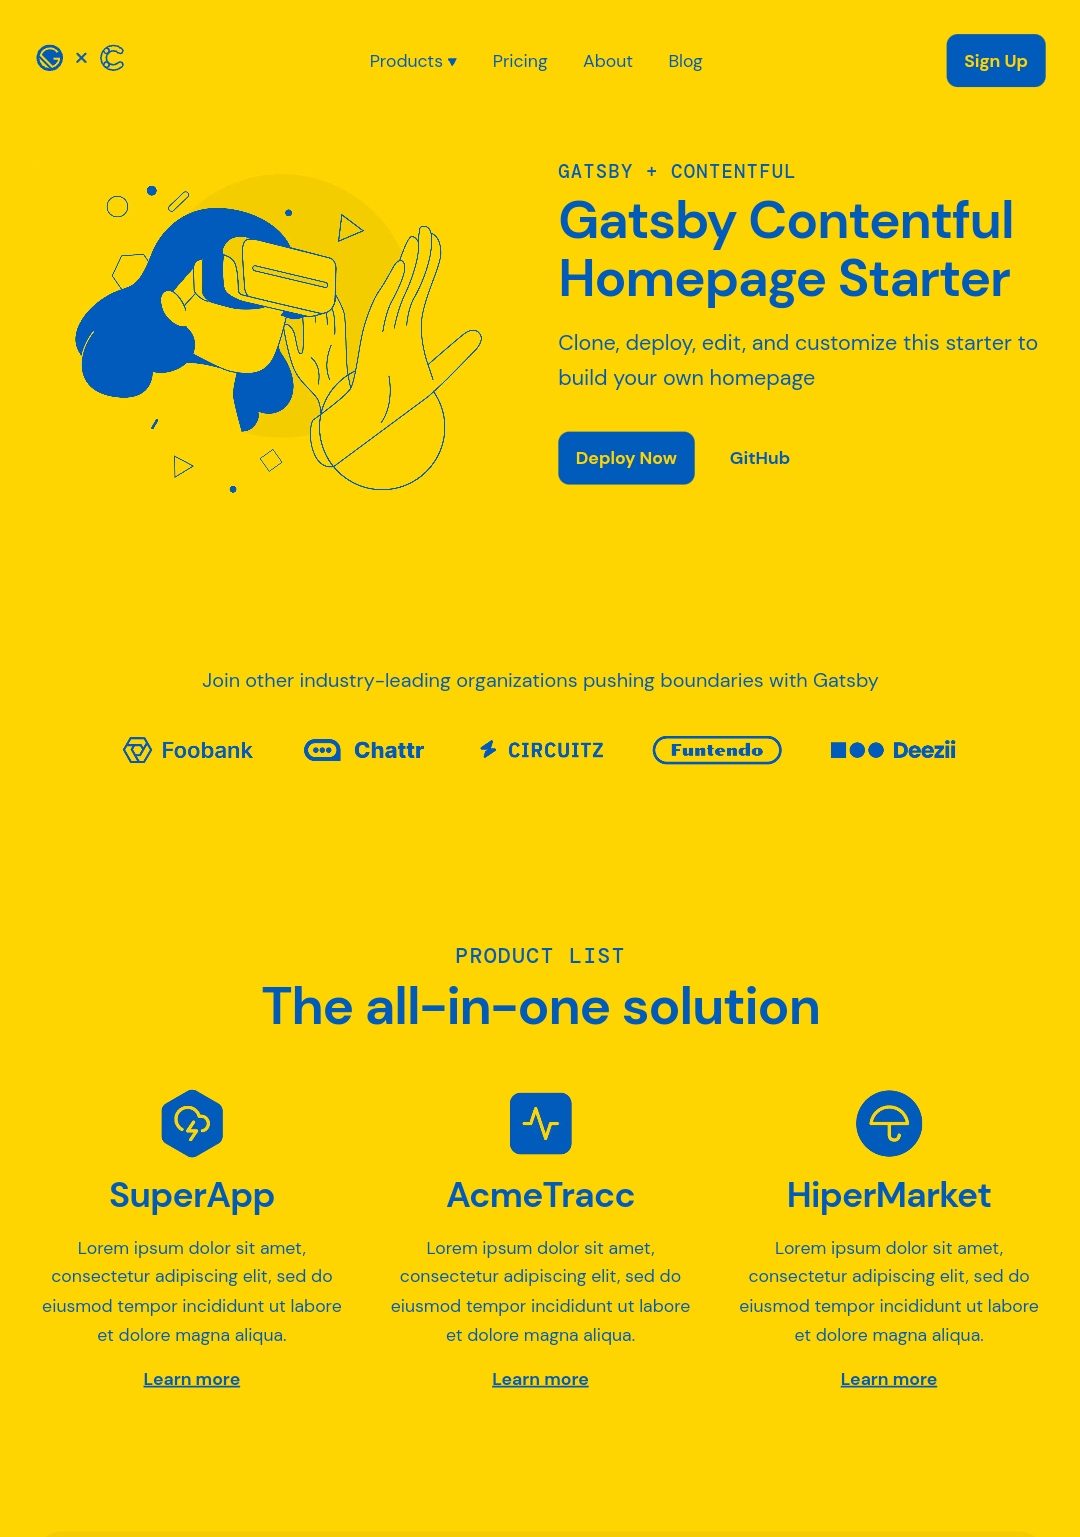 Products ▾ Pricing About Blog
Sign Up
GATSBY + CONTENTFUL
Gatsby Contentful
Homepage Starter
Clone, deploy, edit, and customize this starter to
build your own homepage
Deploy Now GitHub
Join other industry-leading organizations pushing boundaries with Gatsby
Foobank Chattr CIRCUITZ Funtendo Deezii
PRODUCT LIST
The all-in-one solution
SuperApp
Lorem ipsum dolor sit amet,
consectetur adipiscing elit, sed do
eiusmod tempor incididunt ut labore
et dolore magna aliqua.
Learn more
AcmeTracc
Lorem ipsum dolor sit amet,
consectetur adipiscing elit, sed do
eiusmod tempor incididunt ut labore
et dolore magna aliqua.
Learn more
HiperMarket
Lorem ipsum dolor sit amet,
consectetur adipiscing elit, sed do
eiusmod tempor incididunt ut labore
et dolore magna aliqua.
Learn more